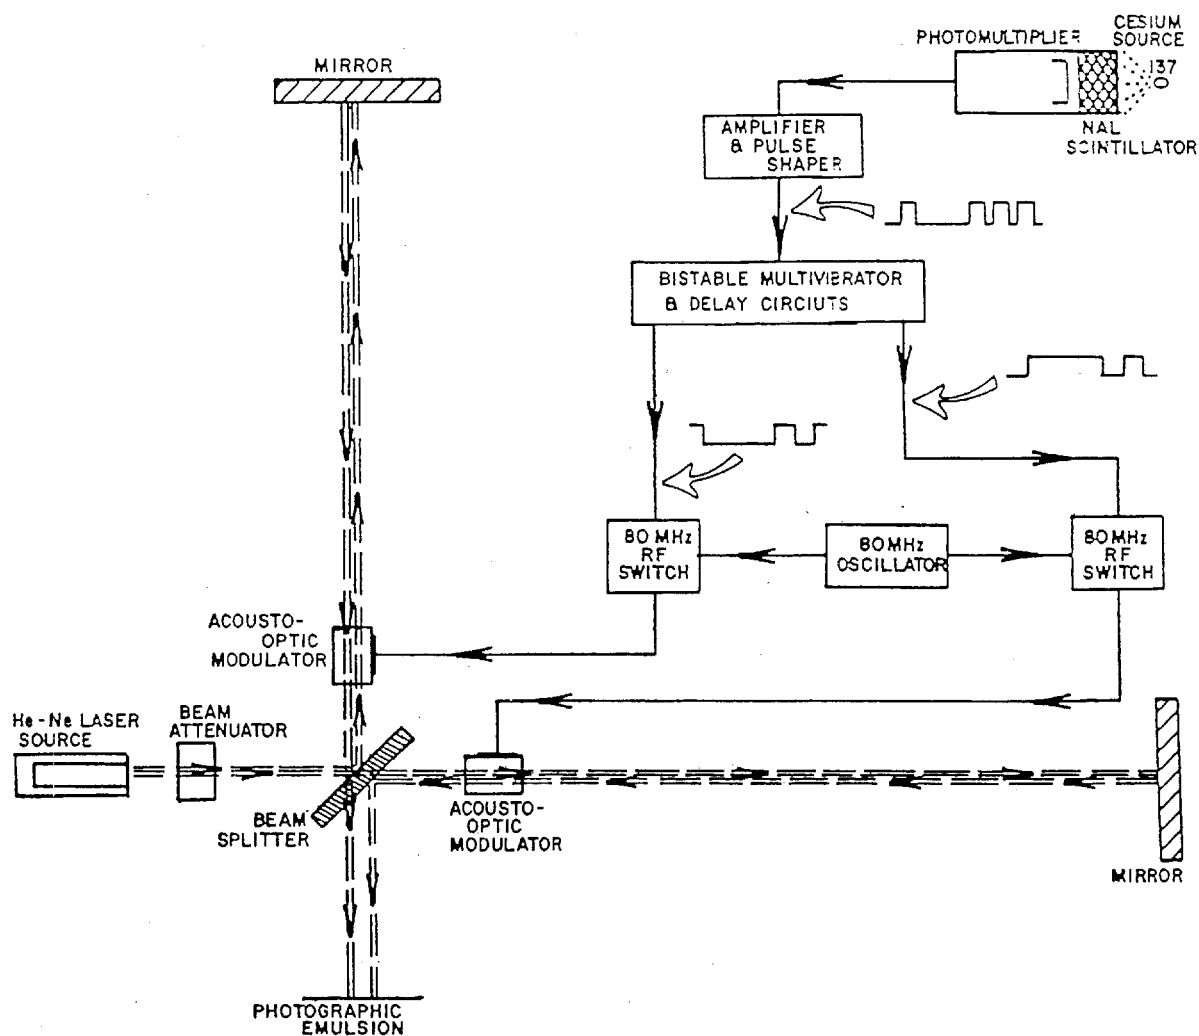 MIRROR
PHOTOMULTIPLIER
CESIUM
SOURCE
137
NAL
SCINTILLATOR
AMPLIFIER
& PULSE
SHAPER
BISTABLE MULTIVIBRATOR
& DELAY CIRCIUTS
80 MHz
RF
SWITCH
80MHz
OSCILLATOR
80MHz
RF
SWITCH
ACOUSTO-
OPTIC
MODULATOR
He-Ne LASER
SOURCE
BEAM
ATTENUATOR
BEAM
SPLITTER
ACOUSTO-
OPTIC
MODULATOR
MIRROR
PHOTOGRAPHIC
EMULSION